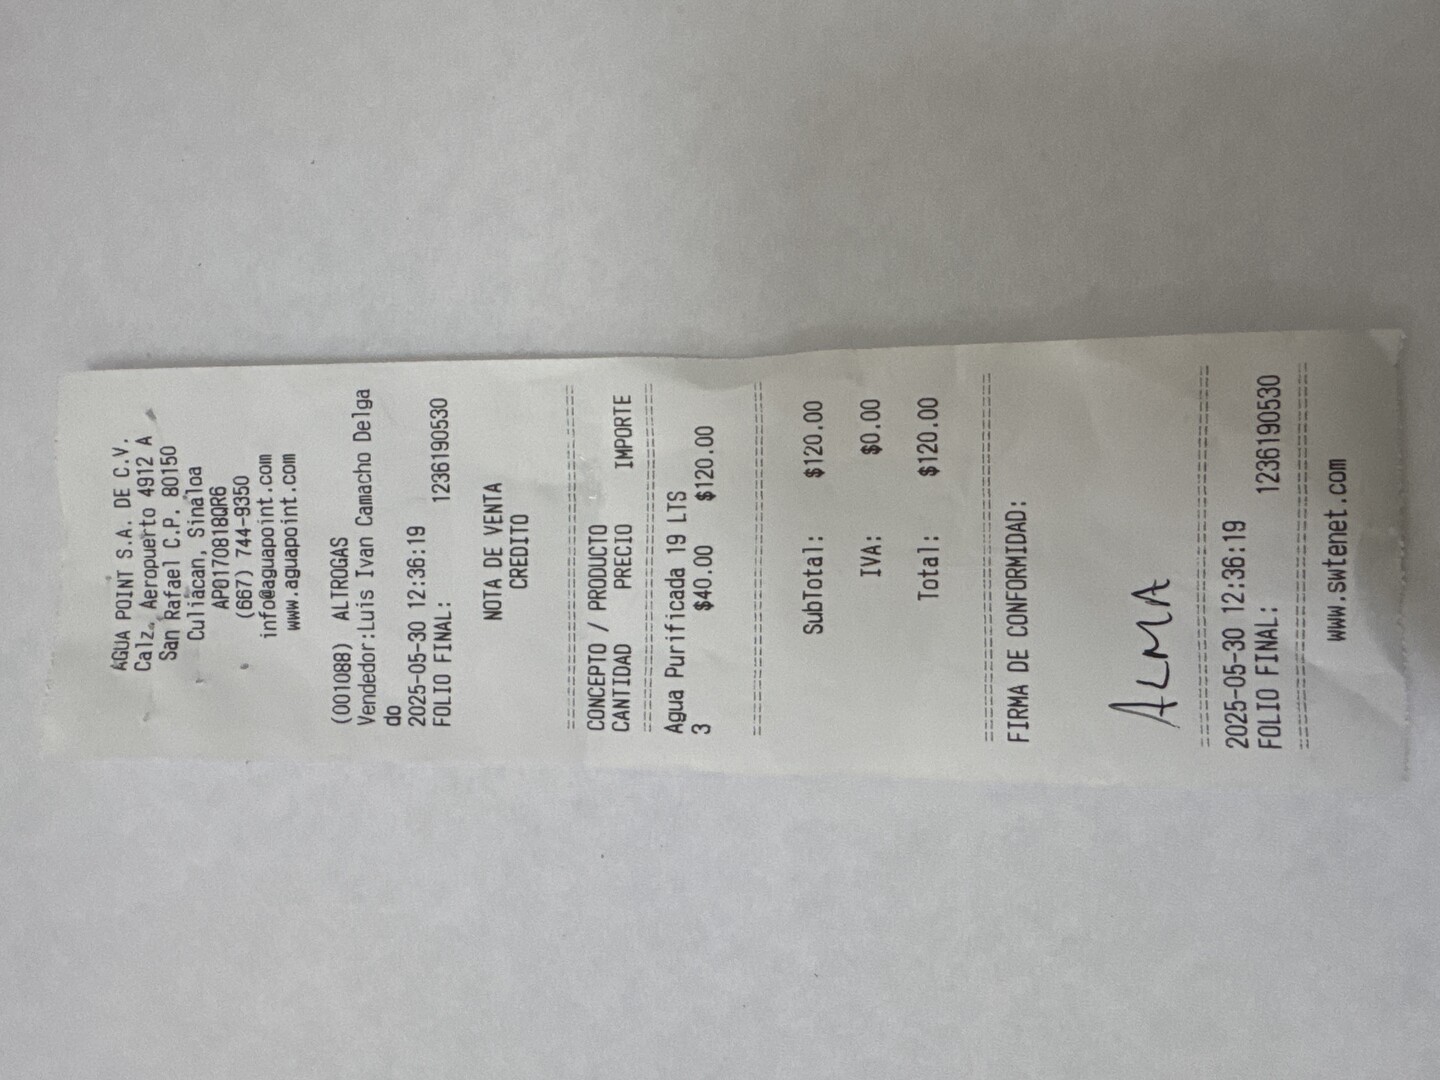 AGUA POINT S.A. DE C.V.
Calz. Aeropuerto 4912 A
San Rafael C.P. 80150
Culiacan, Sinaloa
APO170818QR6
(667) 744-9350
info@aguapoint.com
www.aguapoint.com
(001088) ALTROGAS
Vendedor:Luis Ivan Camacho Delga
do
2025-05-30 12:36:19
FOLIO FINAL: 1236190530
NOTA DE VENTA
CREDITO
================================
CONCEPTO / PRODUCTO
CANTIDAD PRECIO IMPORTE
================================
Agua Purificada 19 LTS
3 $40.00 $120.00
================================
SubTotal: $120.00
IVA: $0.00
Total: $120.00
================================
FIRMA DE CONFORMIDAD:
ALMA
================================
2025-05-30 12:36:19
FOLIO FINAL: 1236190530
================================
www.swtenet.com